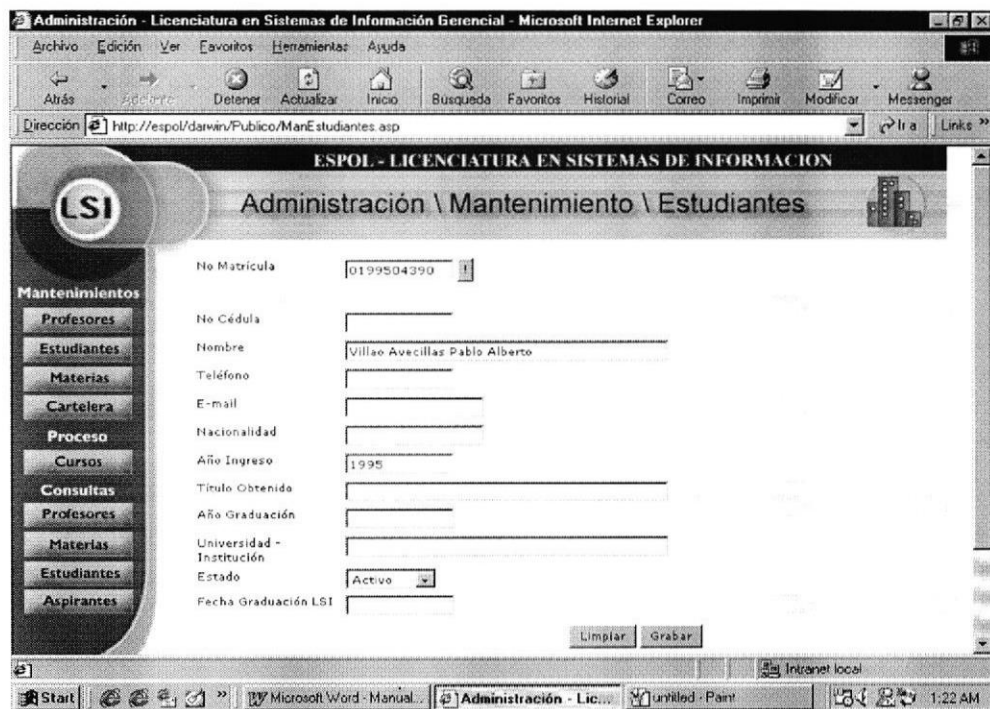 Administración - Licenciatura en Sistemas de Información Gerencial - Microsoft Internet Explorer
Archivo Edición Ver Favoritos Herramientas Ayuda
Atrás Adelante Detener Actualizar Inicio Búsqueda Favoritos Historial Correo Imprimir Modificar Messenger
Dirección http://espol/darwin/Publico/ManEstudiantes.asp Ir a Links »
ESPOL - LICENCIATURA EN SISTEMAS DE INFORMACION
LSI
Administración \ Mantenimiento \ Estudiantes
No Matrícula 0199504390 !
Mantenimientos
Profesores
Estudiantes
Materias
Cartelera
Proceso
Cursos
Consultas
Profesores
Materias
Estudiantes
Aspirantes
No Cédula
Nombre Villao Avecillas Pablo Alberto
Teléfono
E-mail
Nacionalidad
Año Ingreso 1995
Título Obtenido
Año Graduación
Universidad -
Institución
Estado Activo
Fecha Graduación LSI
Limpiar Grabar
Intranet local
Start » Microsoft Word - Manual... Administración - Lic... untitled - Paint 1:22 AM